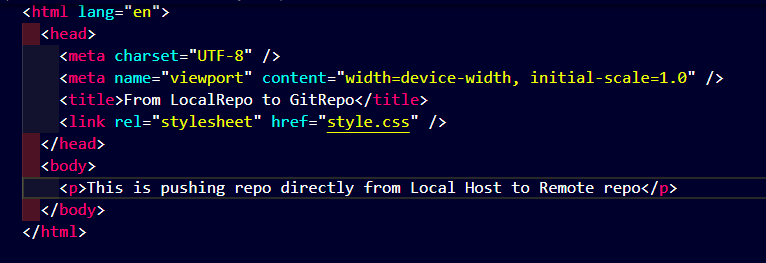 <html lang="en">
<head>
<meta charset="UTF-8" />
<meta name="viewport" content="width=device-width, initial-scale=1.0" />
<title>From LocalRepo to GitRepo</title>
<link rel="stylesheet" href="style.css" />
</head>
<body>
<p>This is pushing repo directly from Local Host to Remote repo</p>
</body>
</html>